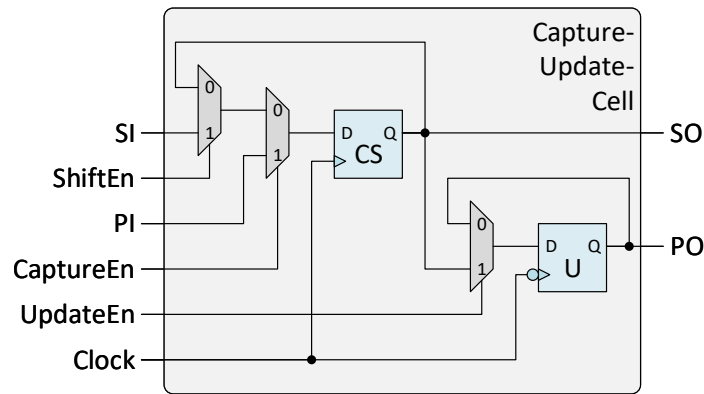 Capture-
Update-
Cell
0
SI
1
0
1
D Q
CS
SO
ShiftEn
PI
0
1
D Q
U
PO
CaptureEn
UpdateEn
Clock